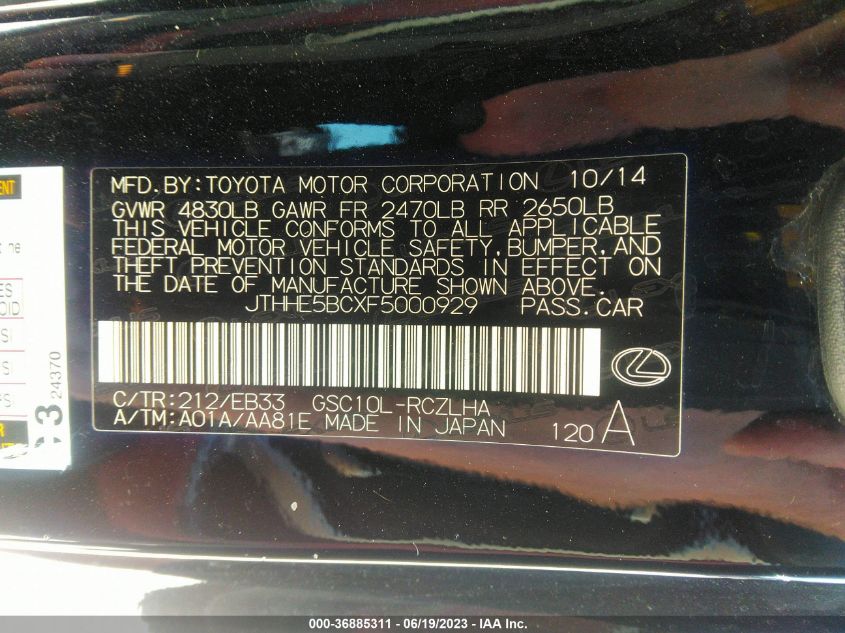 MFD.BY:TOYOTA MOTOR CORPORATION 10/14
GVWR 4830LB GAWR FR 2470LB RR 2650LB
THIS VEHICLE CONFORMS TO ALL APPLICABLE
FEDERAL MOTOR VEHICLE SAFETY,BUMPER,AND
THEFT PREVENTION STANDARDS IN EFFECT ON
THE DATE OF MANUFACTURE SHOWN ABOVE.
JTHHE5BCXF5000929 PASS.CAR
C/TR:212/EB33 GSC10L-RCZLHA
A/TM:A01A/AA81E MADE IN JAPAN 120 A
24370
000-36885311 - 06/19/2023 - IAA Inc.